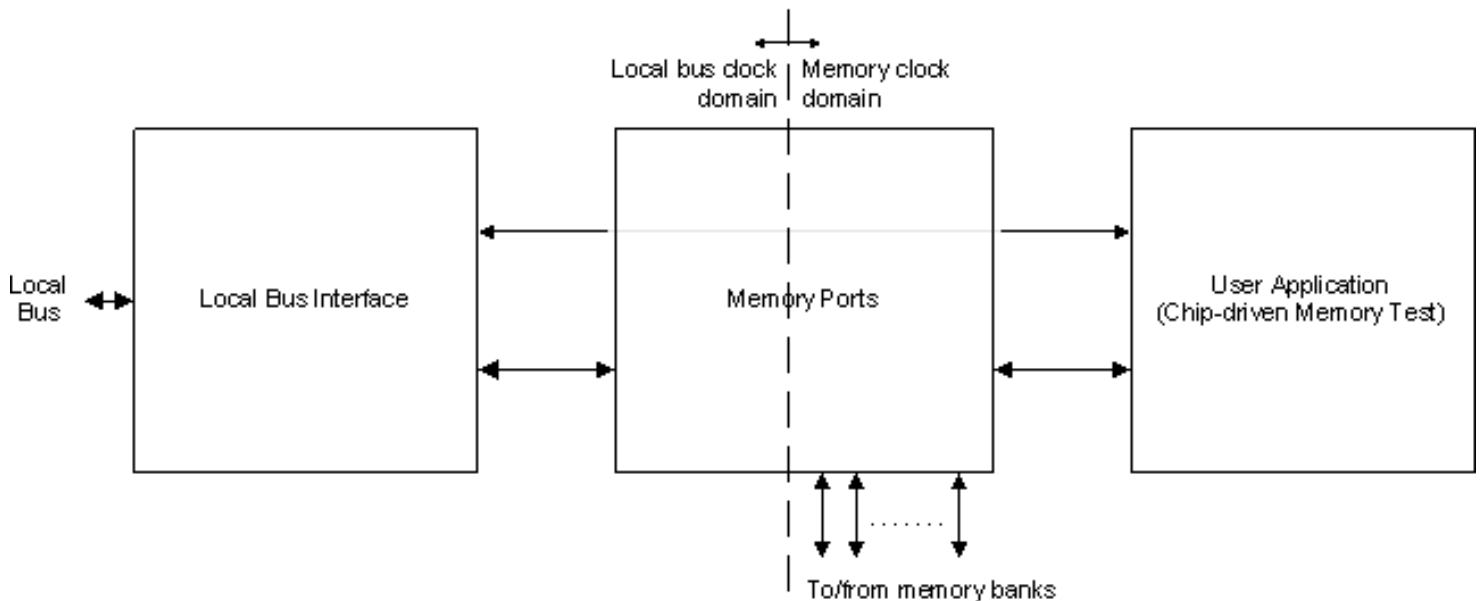 Local bus clock
domain
Memory clock
domain
Local
Bus
Local Bus Interface
Memory Ports
User Application
(Chip-driven Memory Test)
To/from memory banks